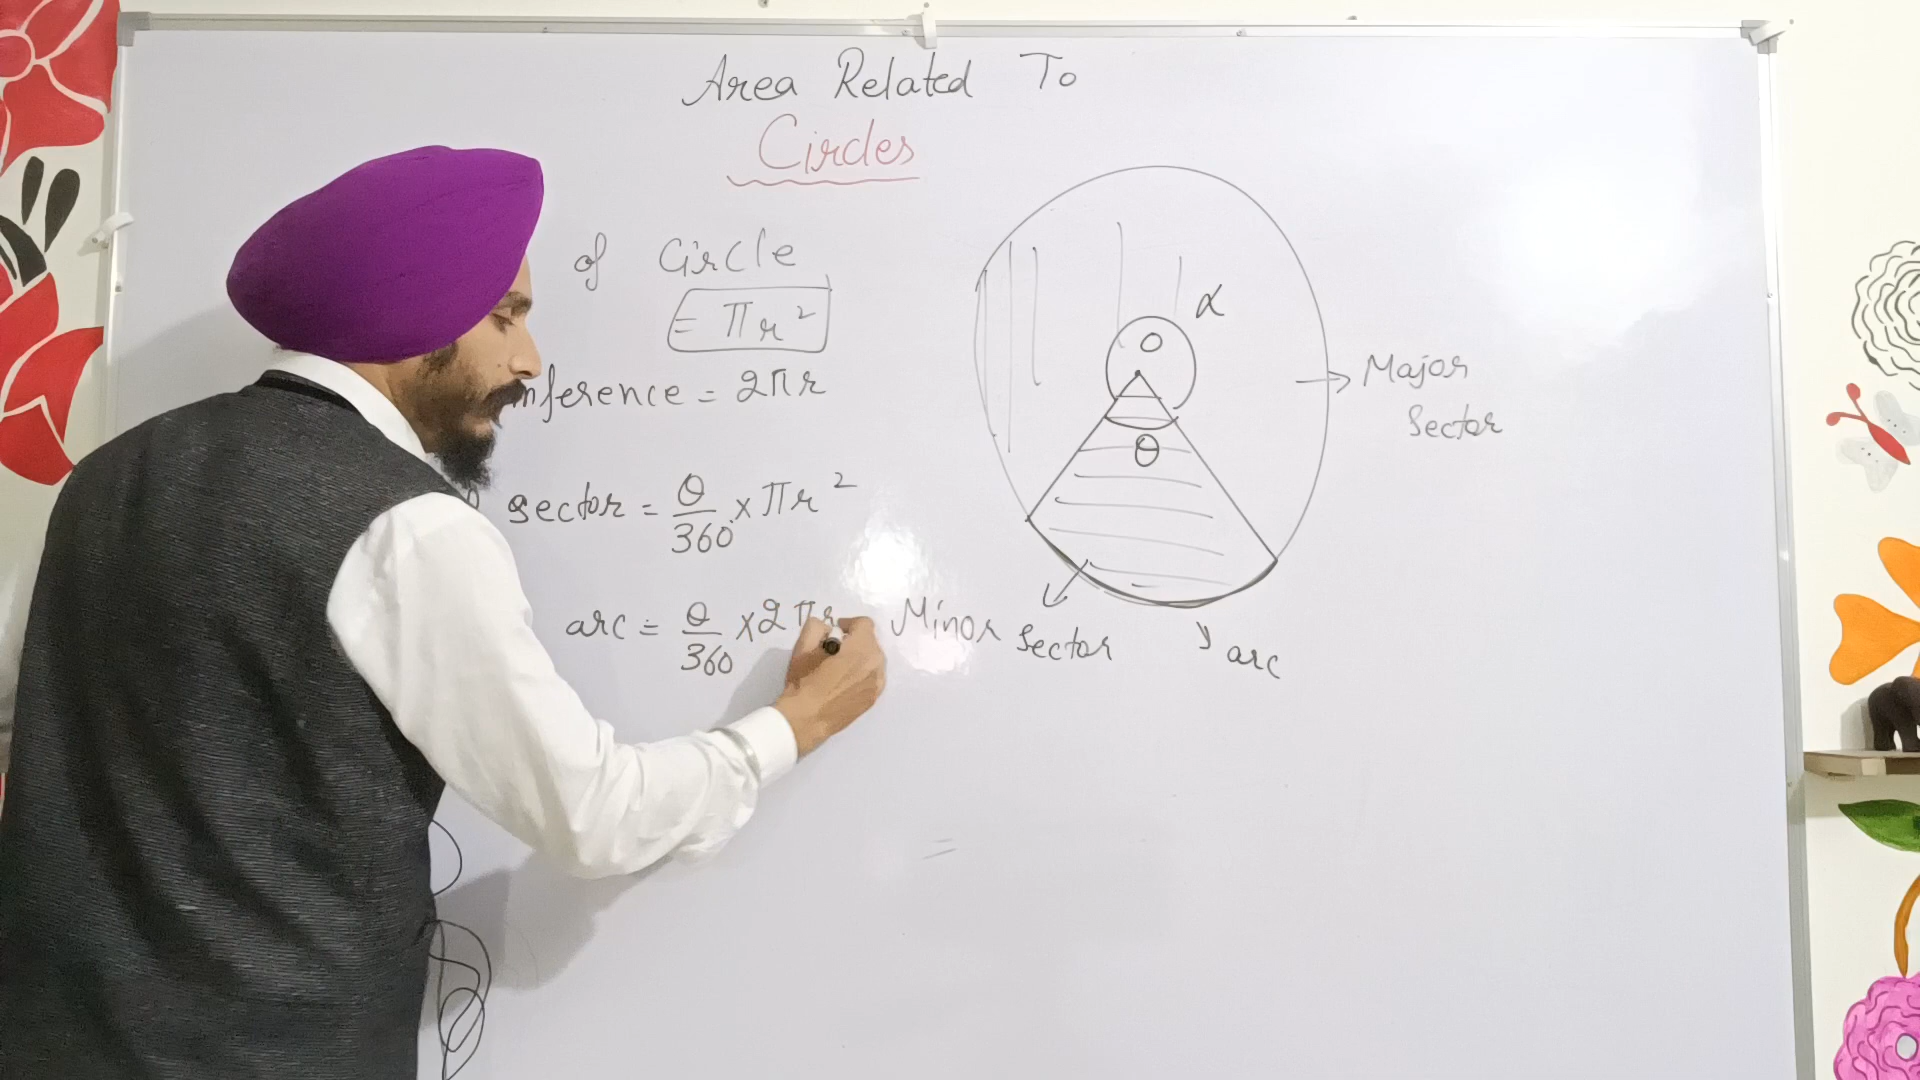 Area Related To
Circles
of Circle
= πr²
nference = 2πr
sector = θ/360 × πr²
arc = θ/360 × 2πr
α
O
θ
Major
Sector
Minor Sector
arc
=